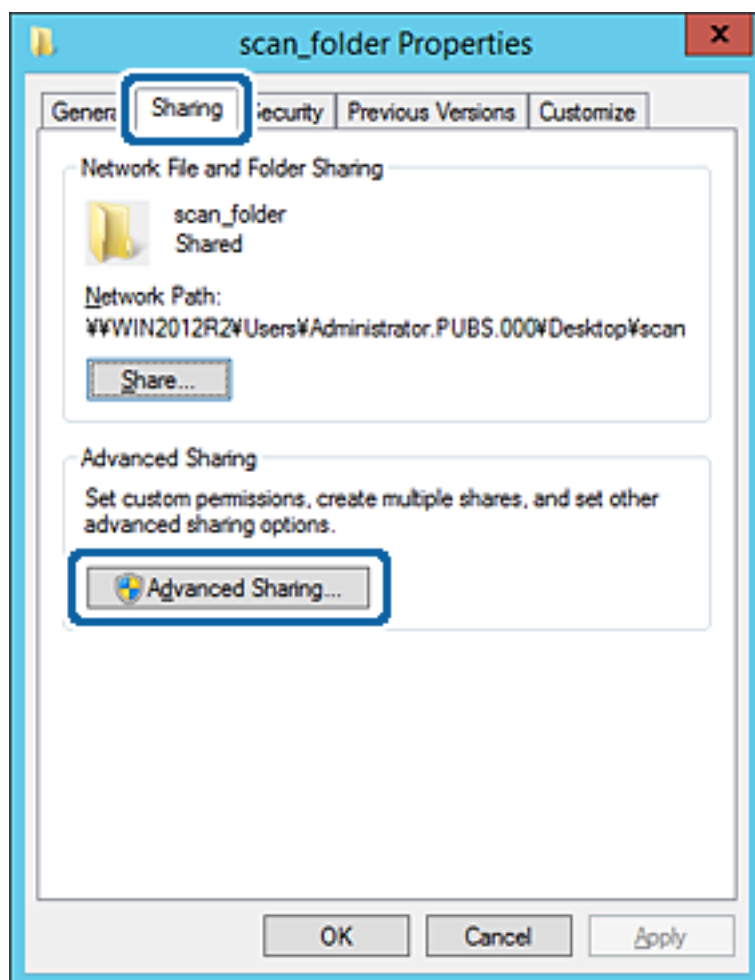 scan_folder Properties
x
General Sharing Security Previous Versions Customize
Network File and Folder Sharing
scan_folder
Shared
Network Path:
¥¥WIN2012R2¥Users¥Administrator.PUBS.000¥Desktop¥scan
Share...
Advanced Sharing
Set custom permissions, create multiple shares, and set other
advanced sharing options.
Advanced Sharing...
OK Cancel Apply